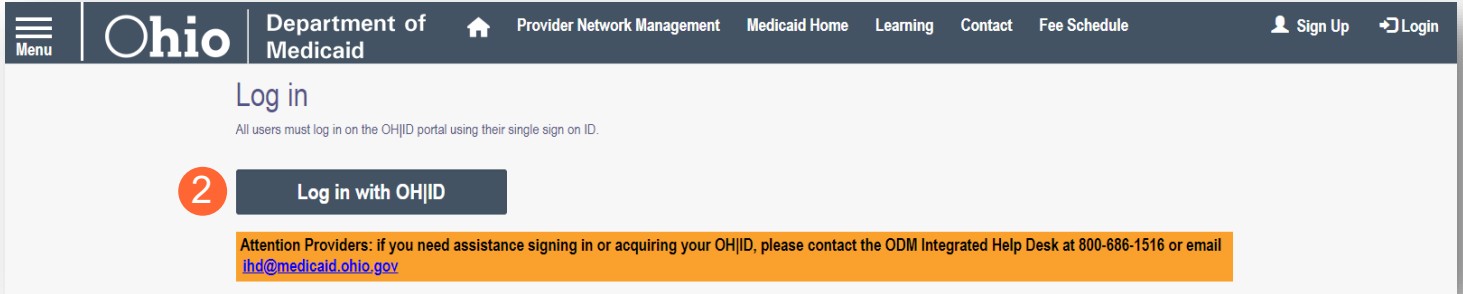 Menu
Ohio
Department of
Medicaid
Provider Network Management
Medicaid Home
Learning
Contact
Fee Schedule
Sign Up
Login
Log in
All users must log in on the OH|ID portal using their single sign on ID.
2
Log in with OH|ID
Attention Providers: if you need assistance signing in or acquiring your OH|ID, please contact the ODM Integrated Help Desk at 800-686-1516 or email
ihd@medicaid.ohio.gov